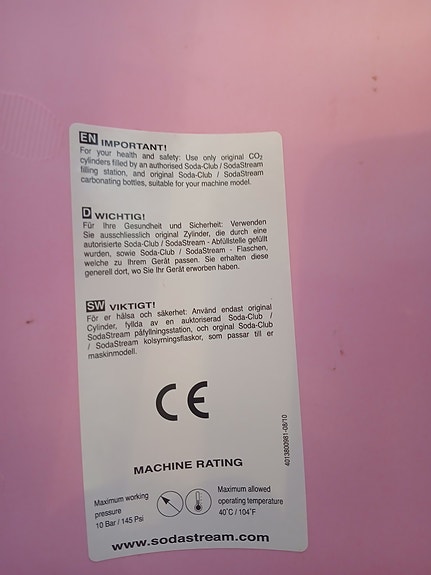 EN IMPORTANT!
For your health and safety: Use only original CO2
cylinders filled by an authorised Soda-Club / SodaStream
filling station, and original Soda-Club / SodaStream
carbonating bottles, suitable for your machine model.
D WICHTIG!
Für Ihre Gesundheit und Sicherheit: Verwenden
Sie ausschliesslich original Zylinder, die durch eine
autorisierte Soda-Club / SodaStream - Abfüllstelle gefüllt
wurden, sowie Soda-Club / SodaStream - Flaschen,
welche zu Ihrem Gerät passen. Sie erhalten diese
generell dort, wo Sie Ihr Gerät erworben haben.
SW VIKTIGT!
För er hälsa och säkerhet: Använd endast original
Cylinder, fyllda av en auktoriserad Soda-Club /
SodaStream påfyllningsstation, och orginal Soda-Club
/ SodaStream kolsyrningsflaskor, som passar till er
maskinmodell.
CE
4013800981-08/10
MACHINE RATING
Maximum working
pressure
10 Bar / 145 Psi
Maximum allowed
operating temperature
40°C / 104°F
www.sodastream.com